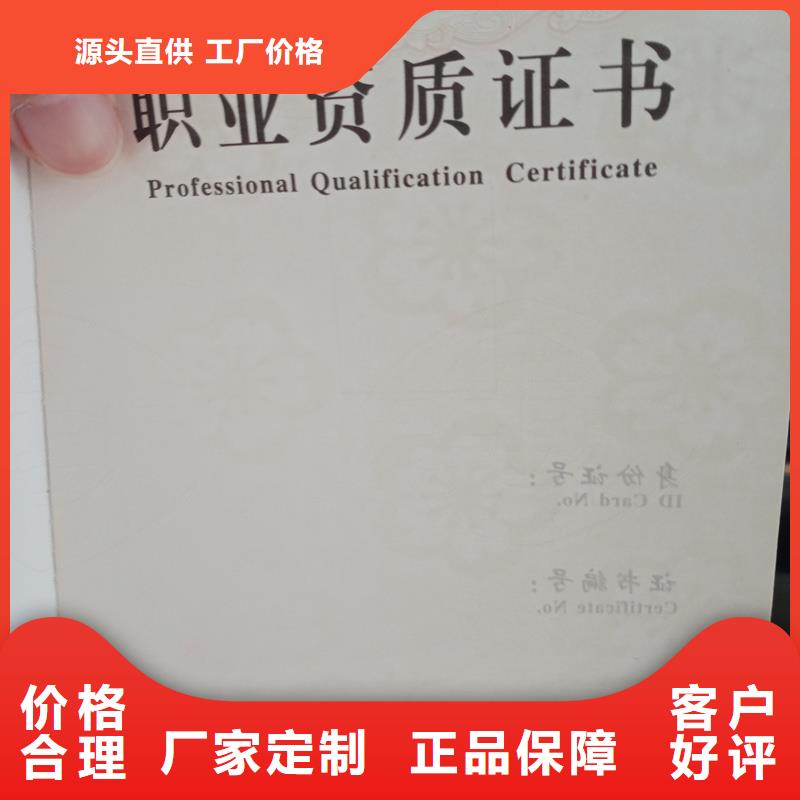 源头直供 工厂价格
职业资质证书
Professional Qualification Certificate
身份证号：
ID Card No.
证书编号：
Certificate No.
价格
合理
厂家定制
正品保障
客户
好评